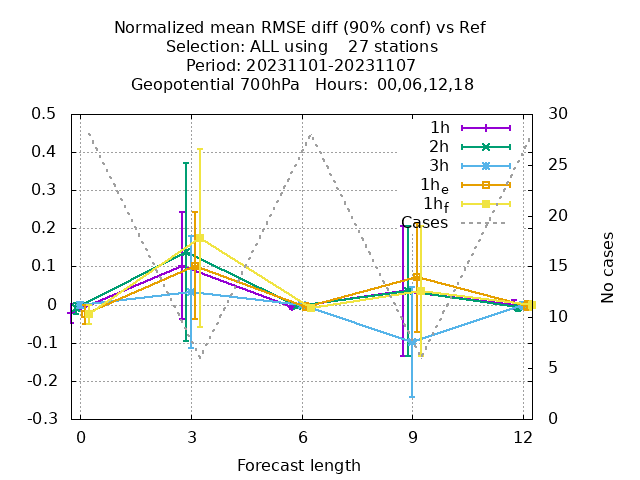 Normalized mean RMSE diff (90% conf) vs Ref
Selection: ALL using    27 stations
Period: 20231101-20231107
Geopotential 700hPa   Hours: 00,06,12,18
0.5
0.4
0.3
0.2
0.1
0
-0.1
-0.2
-0.3
30
25
20
15
10
5
0
1h
2h
3h
1he
1hf
Cases
No cases
0 3 6 9 12
Forecast length